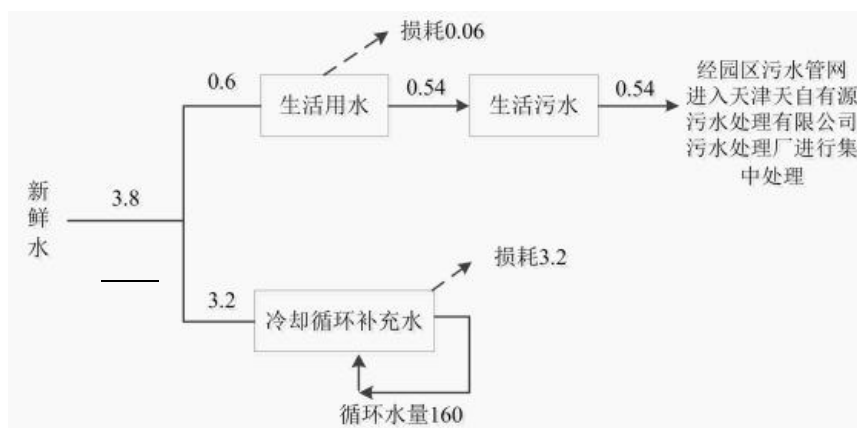 损耗0.06
0.6
生活用水
0.54
生活污水
0.54
经园区污水管网
进入天津天自有源
污水处理有限公司
污水处理厂进行集
中处理
新
鲜
水
3.8
损耗3.2
3.2
冷却循环补充水
循环水量160